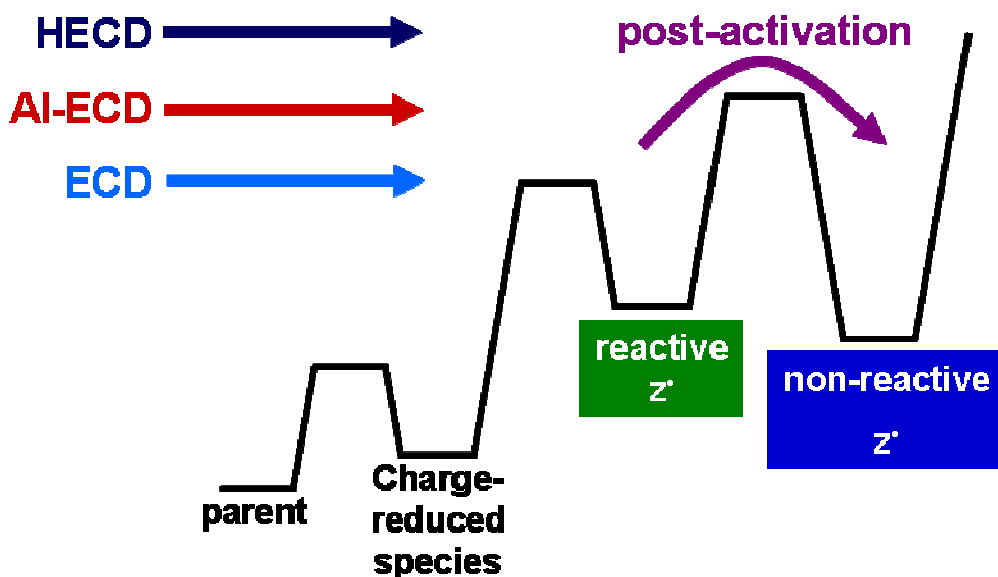 HECD
AI-ECD
ECD
post-activation
reactive
z•
non-reactive
z•
parent
Charge-
reduced
species